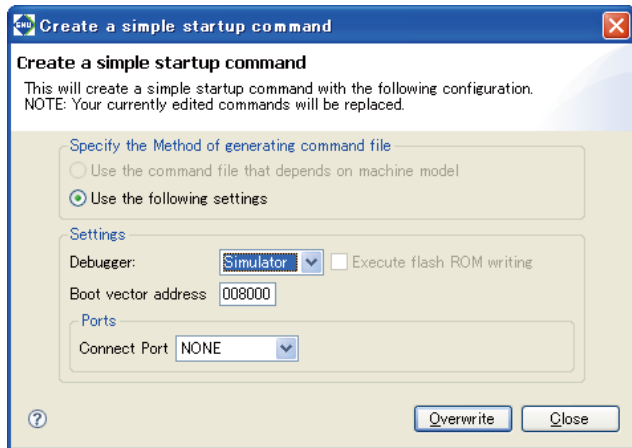 GNU
Create a simple startup command
Create a simple startup command
This will create a simple startup command with the following configuration.
NOTE: Your currently edited commands will be replaced.
Specify the Method of generating command file
Use the command file that depends on machine model
Use the following settings
Settings
Debugger: Simulator Execute flash ROM writing
Boot vector address 008000
Ports
Connect Port NONE
Overwrite Close